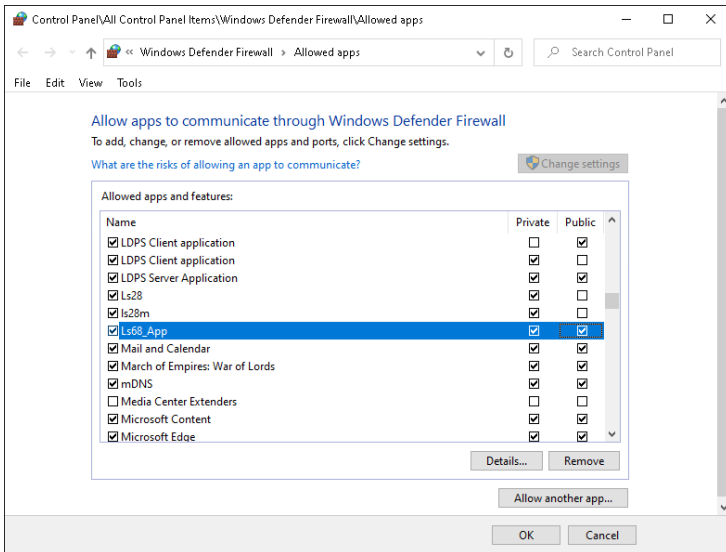 Control Panel\All Control Panel Items\Windows Defender Firewall\Allowed apps
« Windows Defender Firewall › Allowed apps
Search Control Panel
File Edit View Tools
Allow apps to communicate through Windows Defender Firewall
To add, change, or remove allowed apps and ports, click Change settings.
What are the risks of allowing an app to communicate?
Change settings
Allowed apps and features:
Name Private Public
LDPS Client application
LDPS Client application
LDPS Server Application
Ls28
ls28m
Ls68_App
Mail and Calendar
March of Empires: War of Lords
mDNS
Media Center Extenders
Microsoft Content
Microsoft Edge
Details... Remove
Allow another app...
OK Cancel